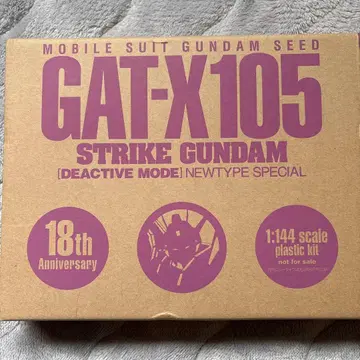 MOBILE SUIT GUNDAM SEED
GAT-X105
STRIKE GUNDAM
[DEACTIVE MODE] NEWTYPE SPECIAL
18th
Anniversary
1:144 scale
plastic kit
not for sale